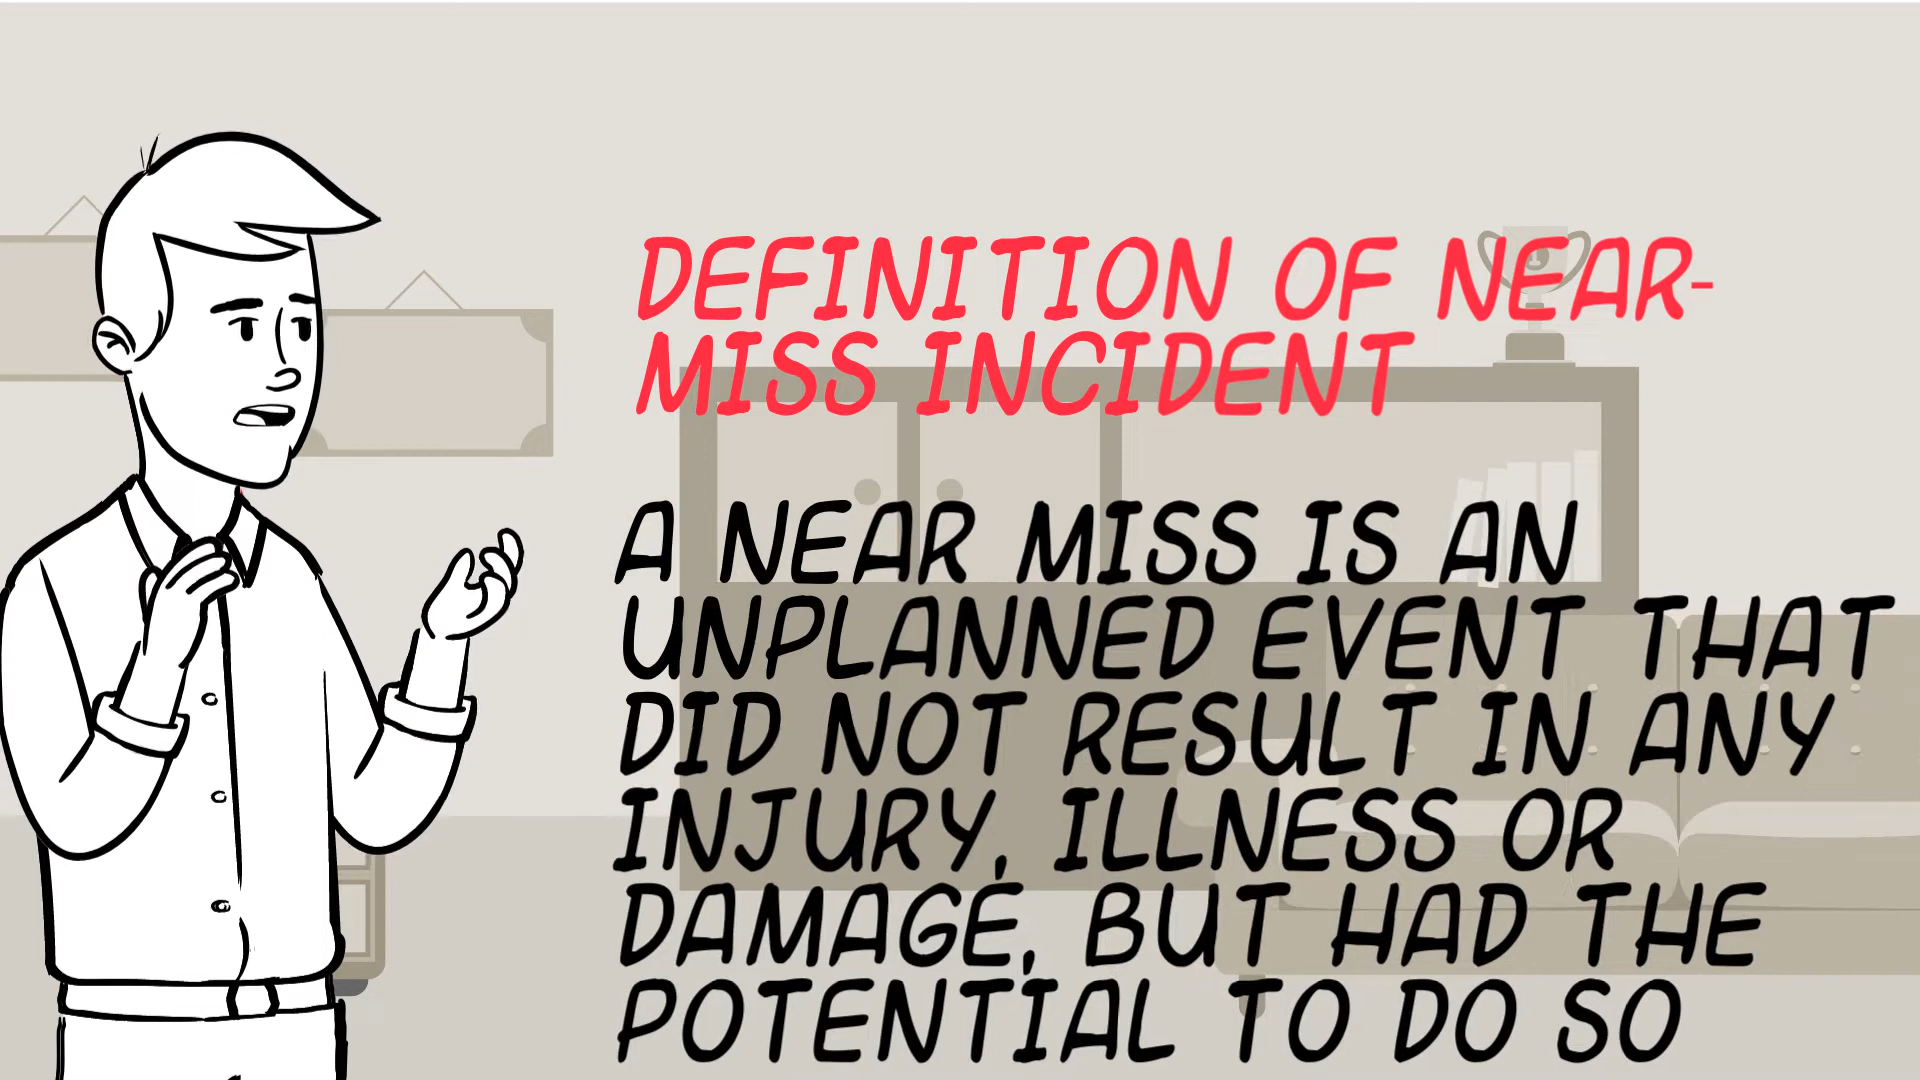 DEFINITION OF NEAR-
MISS INCIDENT
A NEAR MISS IS AN
UNPLANNED EVENT THAT
DID NOT RESULT IN ANY
INJURY, ILLNESS OR
DAMAGE, BUT HAD THE
POTENTIAL TO DO SO